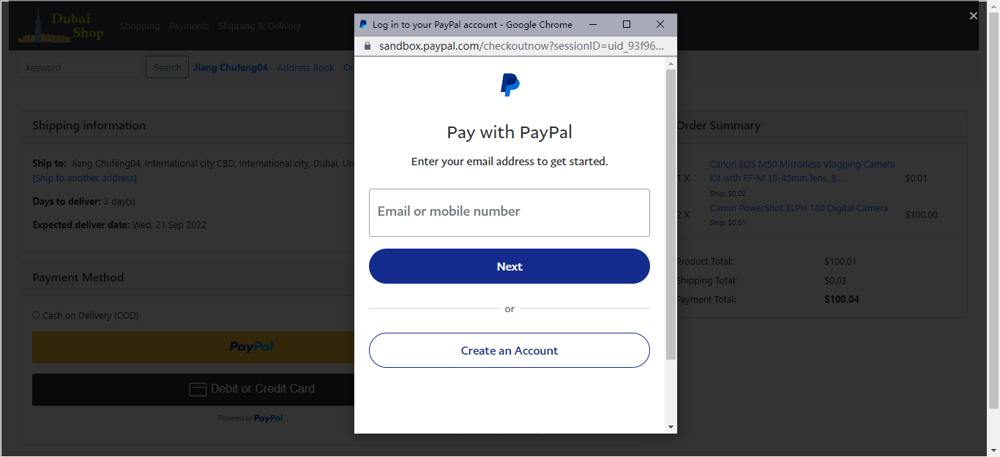 Dubai
Shop
Shopping Payments Shipping & Delivery
keyword Search Jiang Chufeng04 Address Book
Shipping information
Ship to: Jiang Chufeng04, International city CBD, International city, Dubai,
[Ship to another address]
Days to deliver: 3 day(s)
Expected deliver date: Wed, 21 Sep 2022
Payment Method
Cash on Delivery (COD)
PayPal
Debit or Credit Card
Powered by PayPal
Log in to your PayPal account - Google Chrome
sandbox.paypal.com/checkoutnow?sessionID=uid_93f96...
Pay with PayPal
Enter your email address to get started.
Email or mobile number
Next
or
Create an Account
Order Summary
1 X Canon EOS M50 Mirrorless Vlogging Camera
Kit with EF-M 15-45mm lens, B... $0.01
Ship: $0.02
2 X Canon PowerShot ELPH 180 Digital Camera $100.00
Ship: $0.01
Product Total: $100.01
Shipping Total: $0.03
Payment Total: $100.04